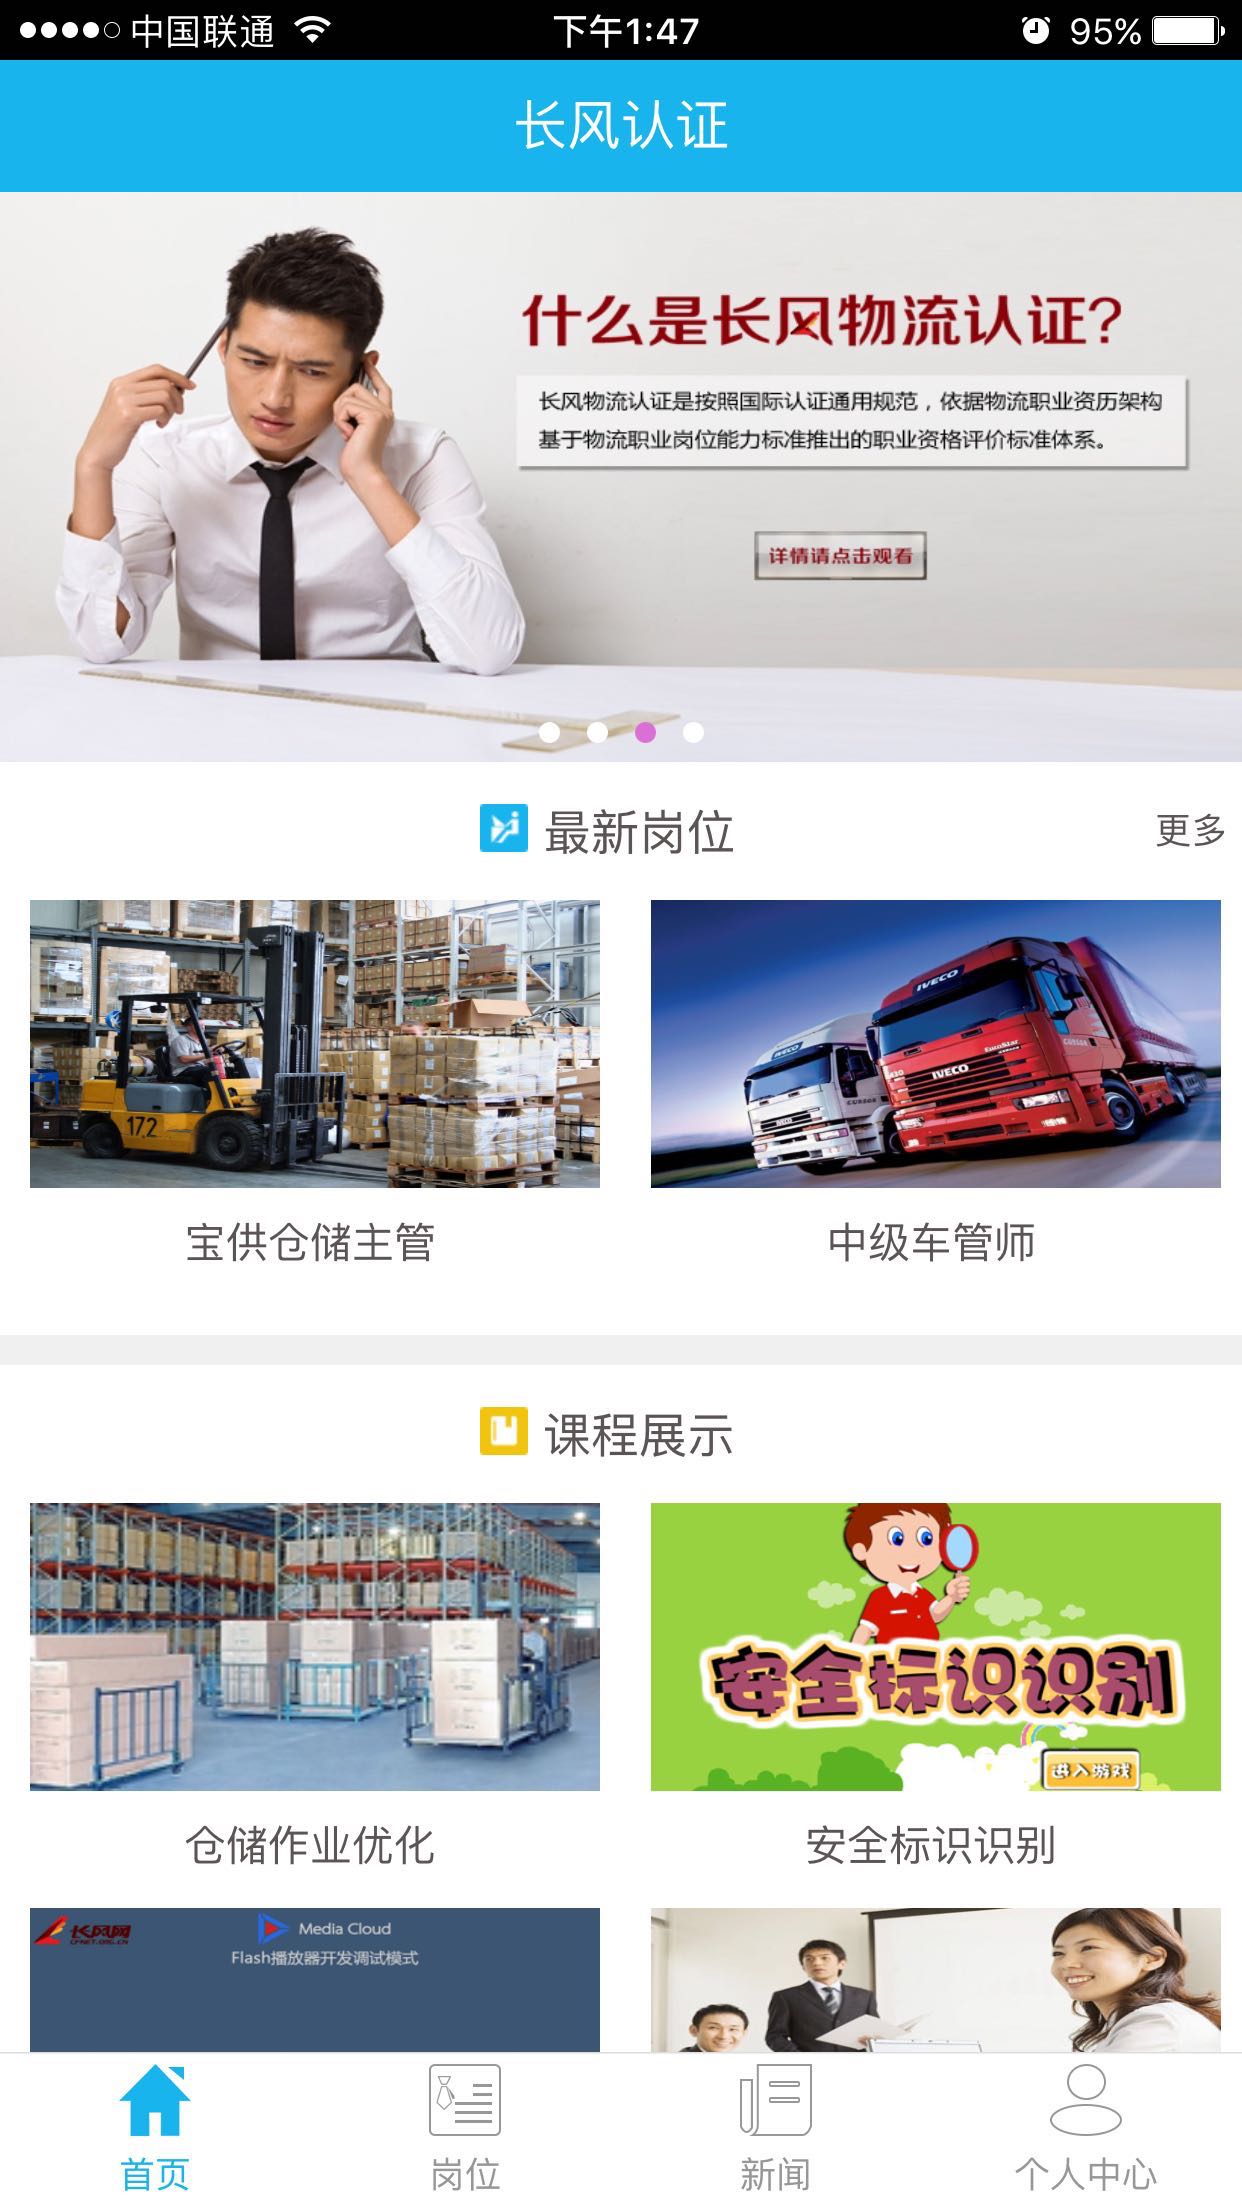 中国联通 下午1:47 95%
长风认证
什么是长风物流认证?
长风物流认证是按照国际认证通用规范，依据物流职业资历架构
基于物流职业岗位能力标准推出的职业资格评价标准体系。
详情请点击观看
最新岗位 更多
IVECO
IVECO
EuroStar
CURSOR
IVECO
CURSOR
172
宝供仓储主管 中级车管师
课程展示
安全标识识别
进入游戏
仓储作业优化 安全标识识别
长风网 Media Cloud
CFNET.ORG.CN
Flash播放器开发调试模式
首页 岗位 新闻 个人中心